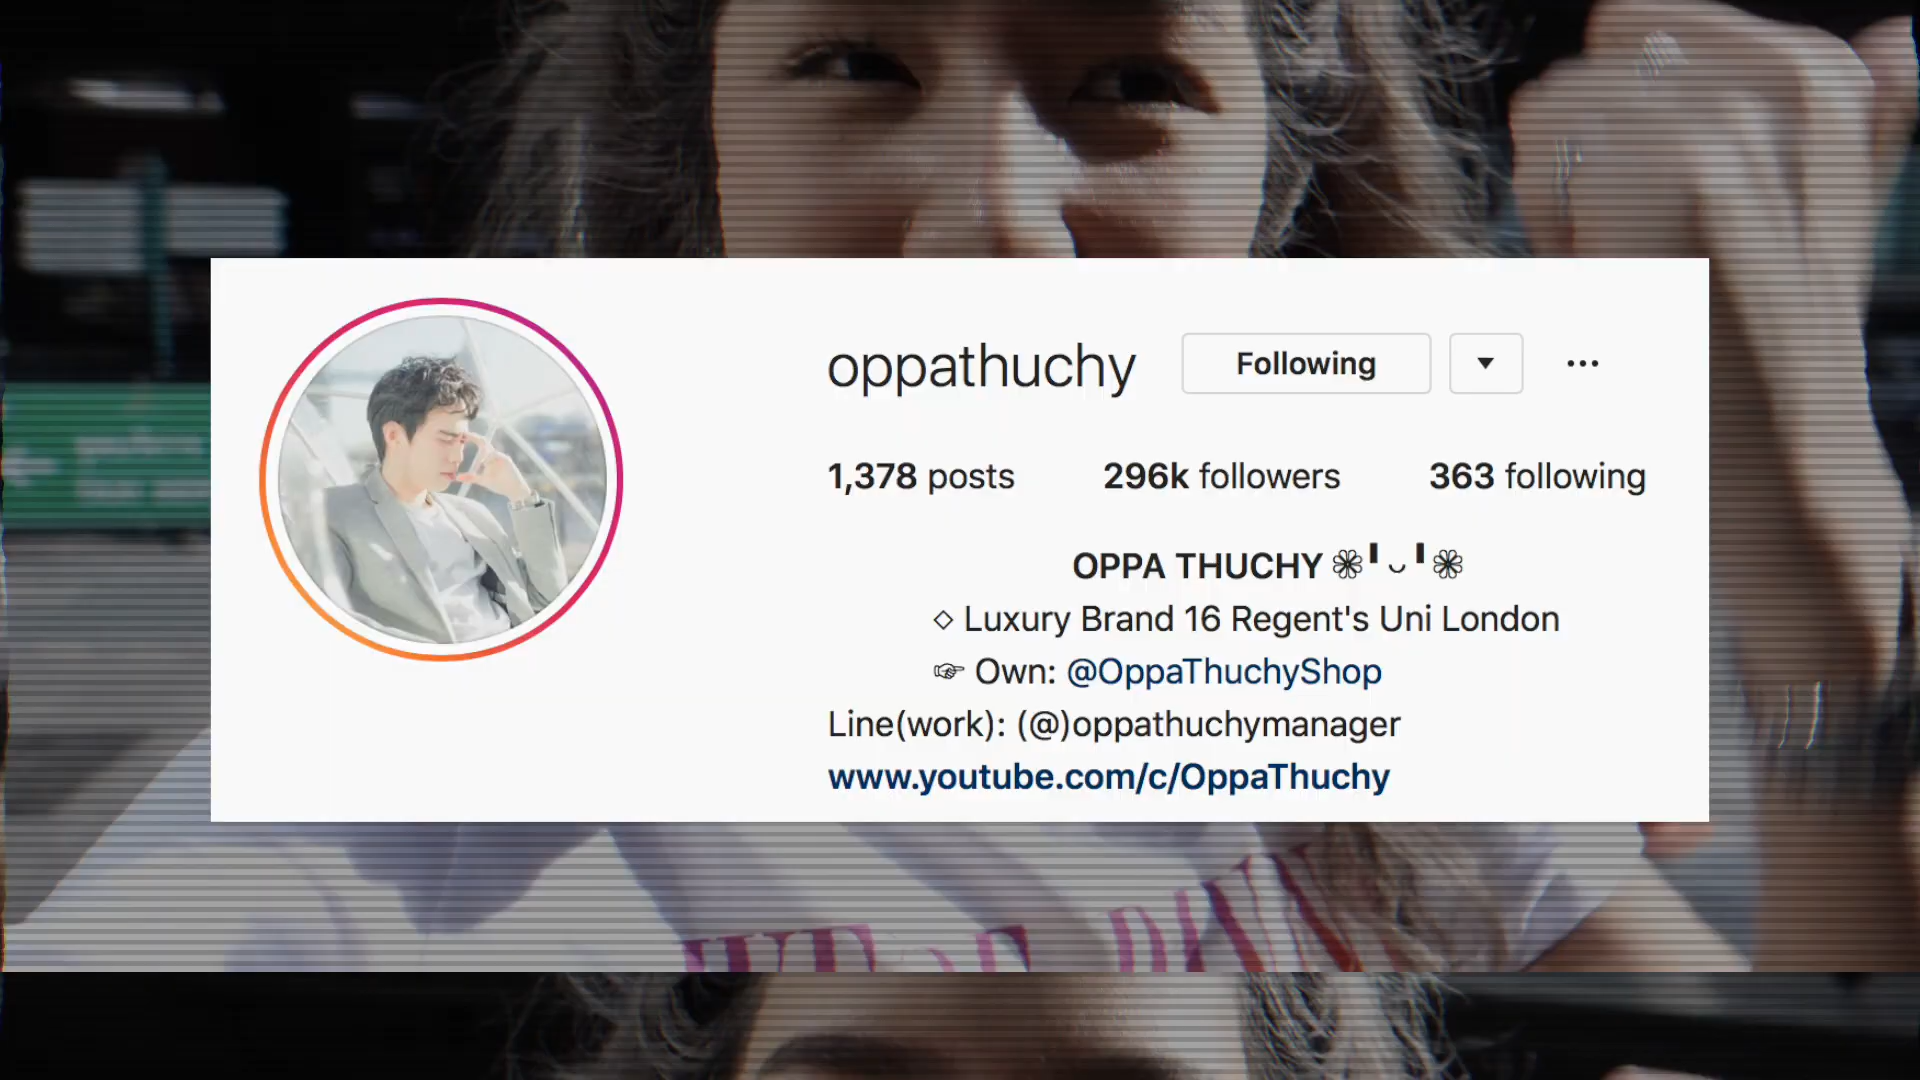 oppathuchy Following ▼ ...
1,378 posts 296k followers 363 following
OPPA THUCHY ❀╹◡╹❀
◇ Luxury Brand 16 Regent's Uni London
☞ Own: @OppaThuchyShop
Line(work): (@)oppathuchymanager
www.youtube.com/c/OppaThuchy